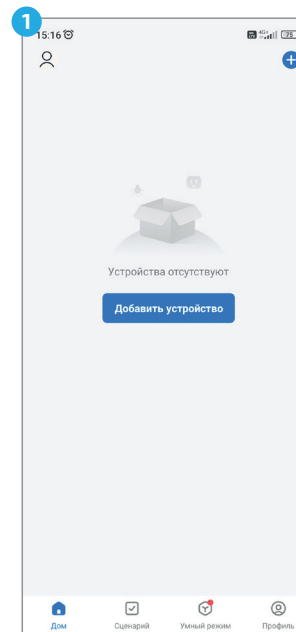 1
15:16
Устройства отсутствуют
Добавить устройство
Дом Сценарий Умный режим Профиль